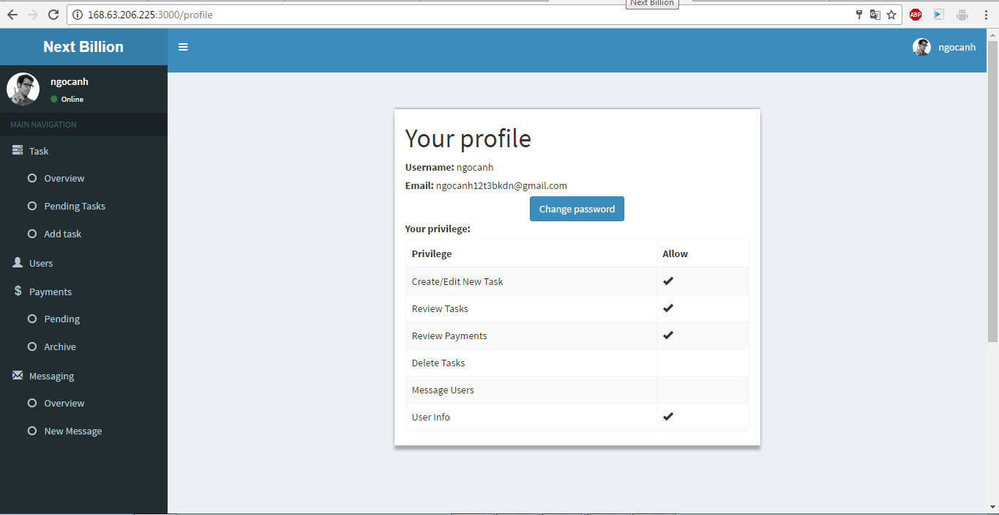 Next Billion
168.63.206.225:3000/profile
ABP
Next Billion
ngocanh
ngocanh
Online
MAIN NAVIGATION
Task
Overview
Pending Tasks
Add task
Users
$ Payments
Pending
Archive
Messaging
Overview
New Message
Your profile
Username: ngocanh
Email: ngocanh12t3bkdn@gmail.com
Change password
Your privilege:
Privilege Allow
Create/Edit New Task ✔
Review Tasks ✔
Review Payments ✔
Delete Tasks
Message Users
User Info ✔